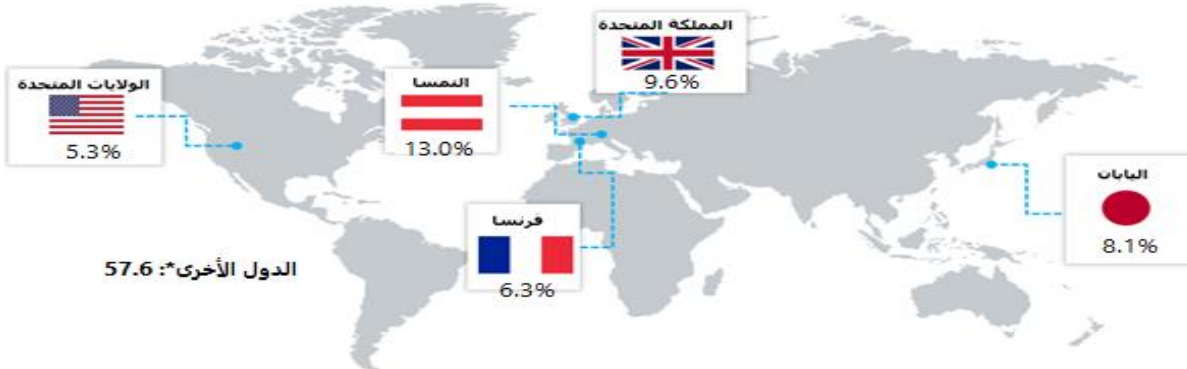 المملكة المتحدة
9.6%
النمسا
13.0%
الولايات المتحدة
5.3%
اليابات
8.1%
فرنسا
6.3%
الدول الأخرى*: 57.6